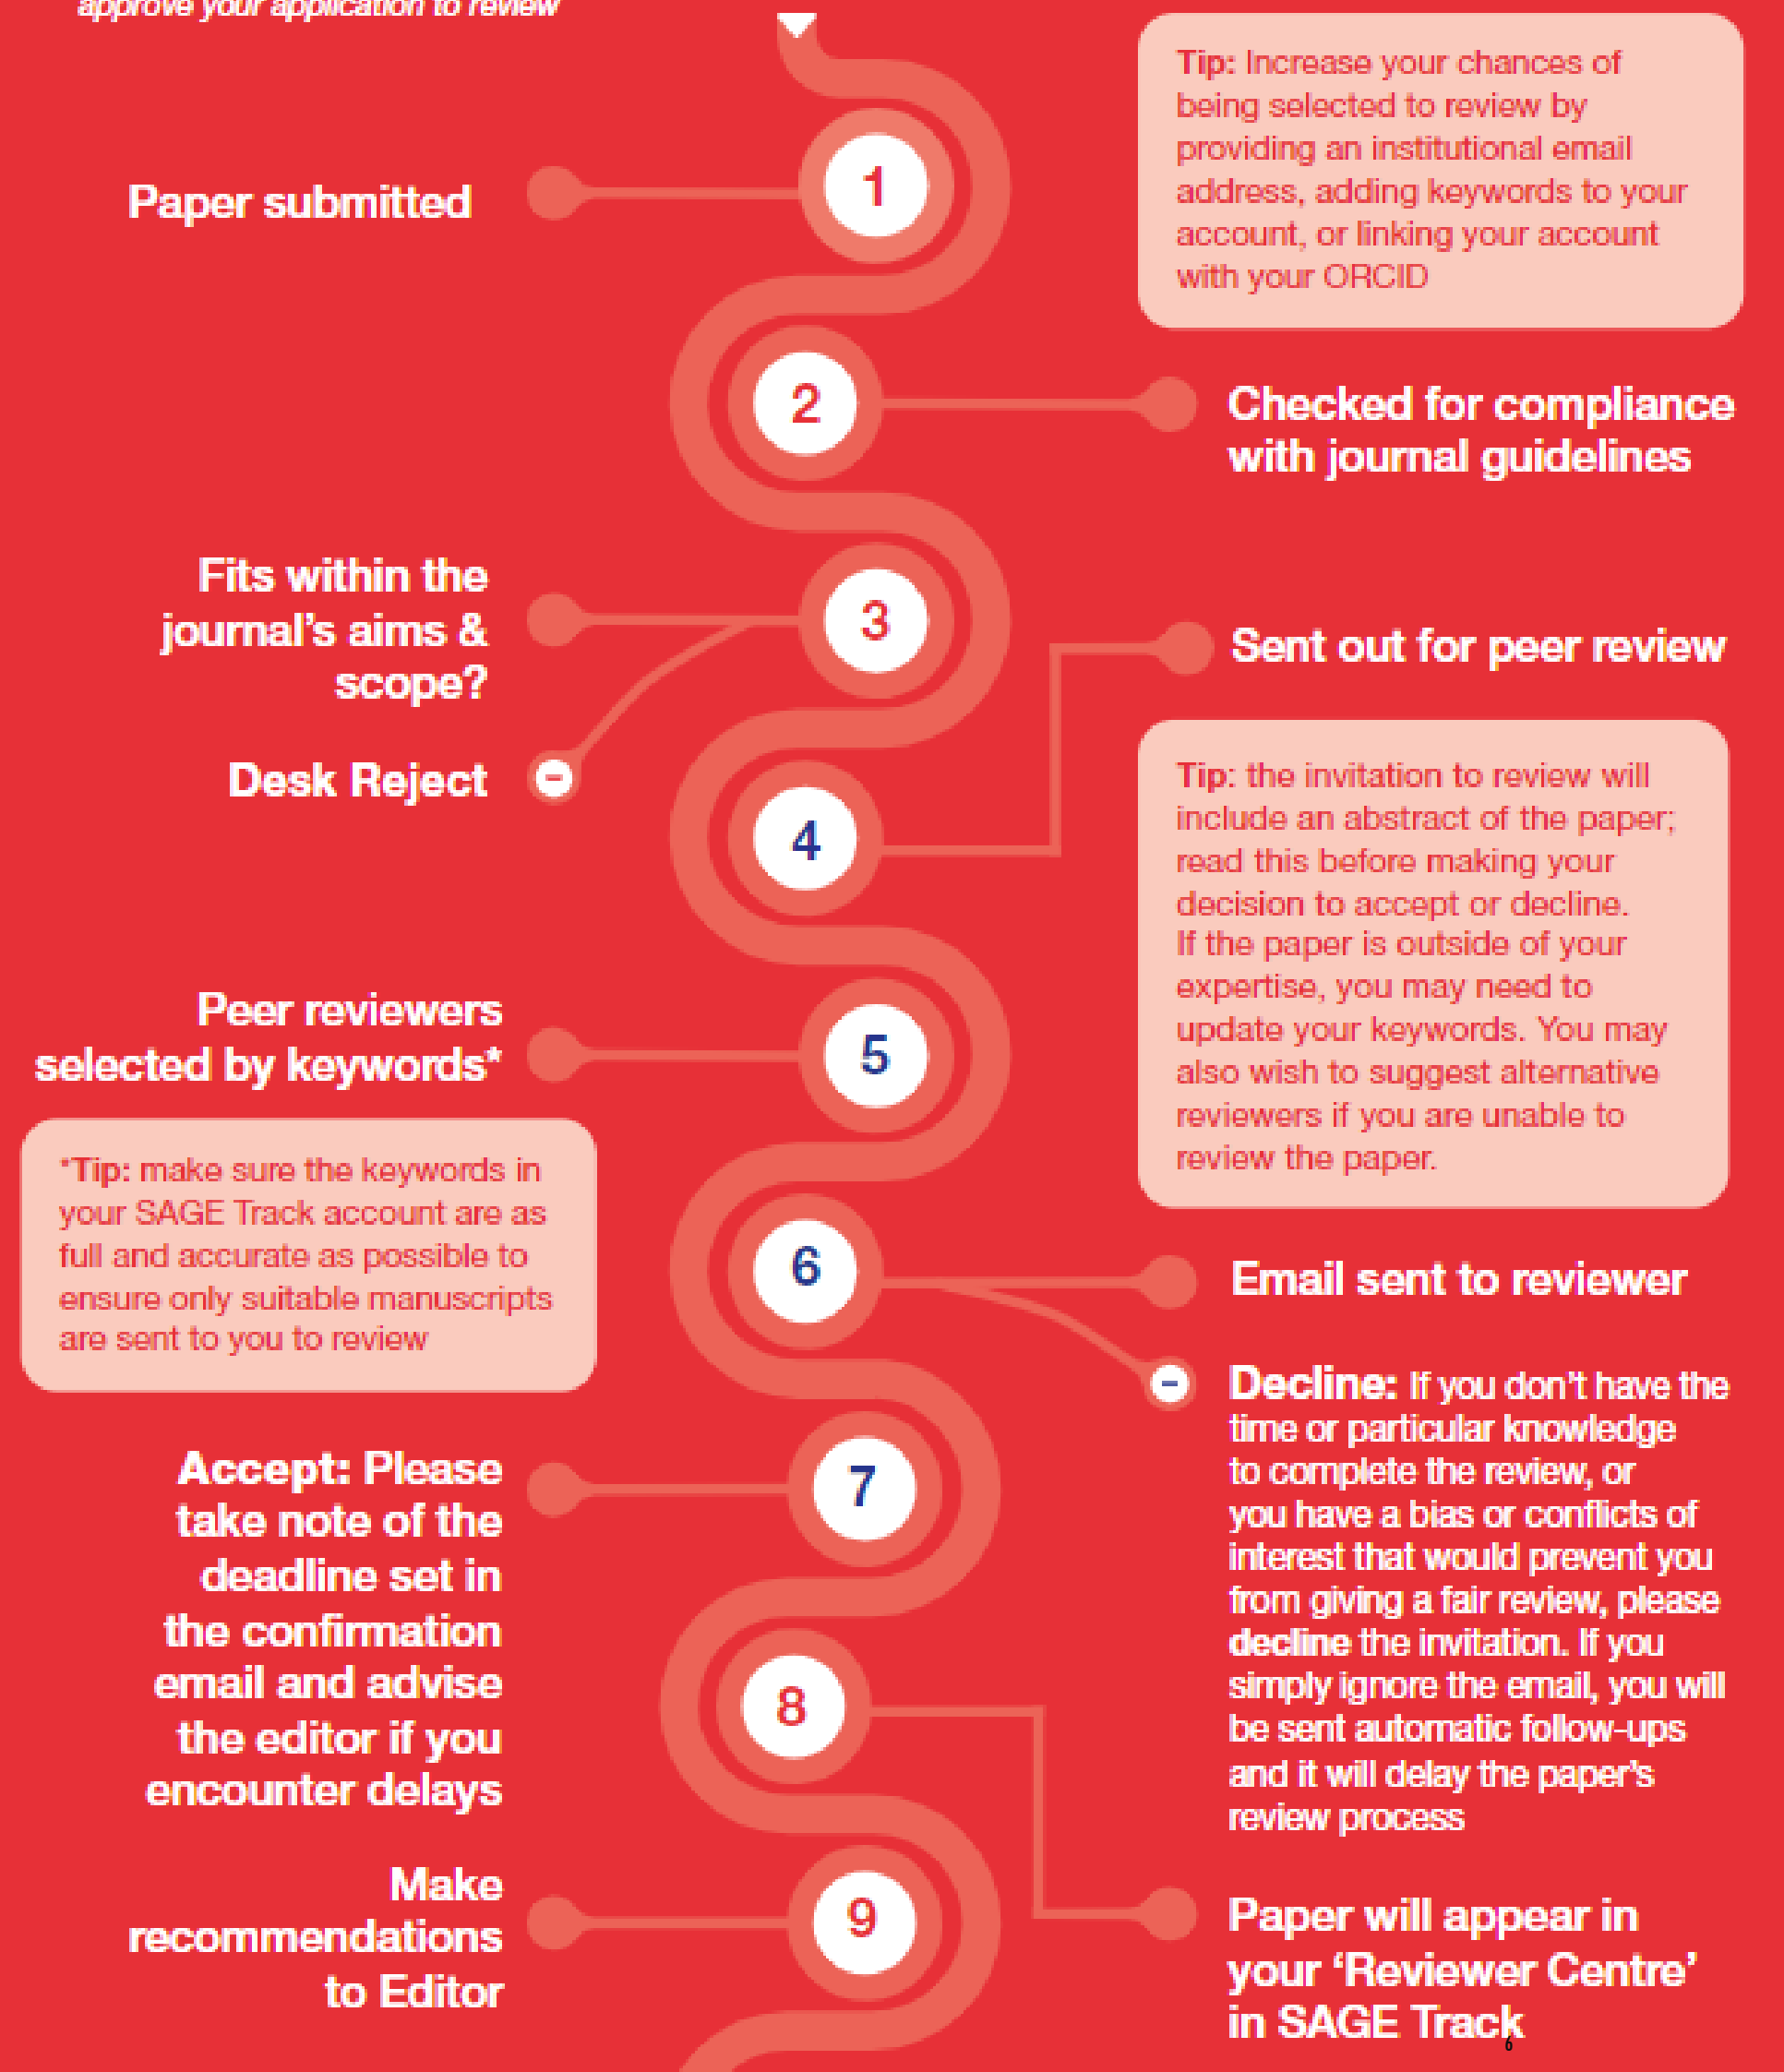 approve your application to review
Tip: Increase your chances of
being selected to review by
providing an institutional email
address, adding keywords to your
account, or linking your account
with your ORCID
1
Paper submitted
2
Checked for compliance
with journal guidelines
3
Fits within the
journal's aims &
scope?
Desk Reject
4
Sent out for peer review
Tip: the invitation to review will
include an abstract of the paper;
read this before making your
decision to accept or decline.
If the paper is outside of your
expertise, you may need to
update your keywords. You may
also wish to suggest alternative
reviewers if you are unable to
review the paper.
5
Peer reviewers
selected by keywords*
*Tip: make sure the keywords in
your SAGE Track account are as
full and accurate as possible to
ensure only suitable manuscripts
are sent to you to review
6
Email sent to reviewer
Decline: If you don't have the
time or particular knowledge
to complete the review, or
you have a bias or conflicts of
interest that would prevent you
from giving a fair review, please
decline the invitation. If you
simply ignore the email, you will
be sent automatic follow-ups
and it will delay the paper's
review process
7
Accept: Please
take note of the
deadline set in
the confirmation
email and advise
the editor if you
encounter delays
8
Paper will appear in
your 'Reviewer Centre'
in SAGE Track
9
Make
recommendations
to Editor
6